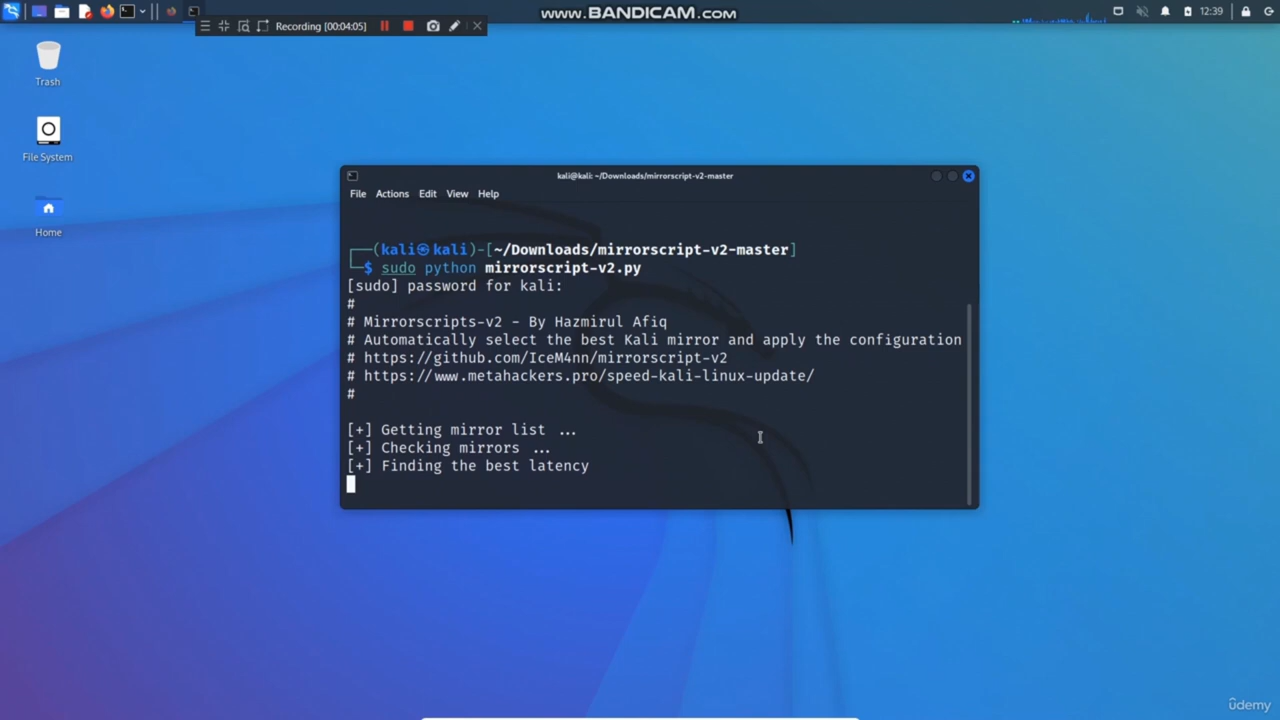 www.BANDICAM.com
12:39
Recording [00:04:05]
Trash
File System
Home
kali@kali: ~/Downloads/mirrorscript-v2-master
File Actions Edit View Help
┌──(kali㉿kali)-[~/Downloads/mirrorscript-v2-master]
└─$ sudo python mirrorscript-v2.py
[sudo] password for kali:
#
# Mirrorscripts-v2 - By Hazmirul Afiq
# Automatically select the best Kali mirror and apply the configuration
# https://github.com/IceM4nn/mirrorscript-v2
# https://www.metahackers.pro/speed-kali-linux-update/
#
[+] Getting mirror list ...
[+] Checking mirrors ...
[+] Finding the best latency
ûdemy